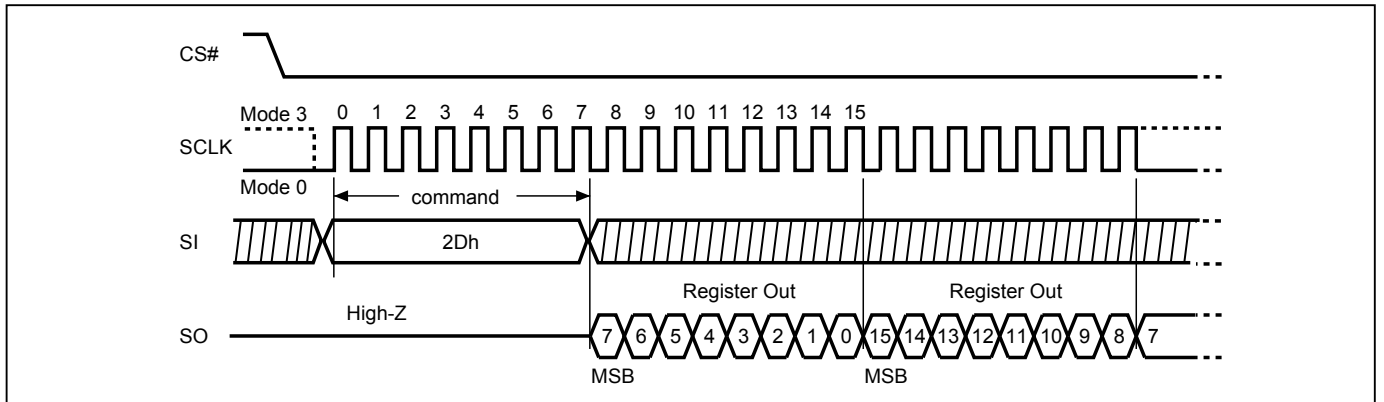 CS#
Mode 3 0 1 2 3 4 5 6 7 8 9 10 11 12 13 14 15
SCLK
Mode 0
command
SI 2Dh
Register Out Register Out
High-Z
SO 7 6 5 4 3 2 1 0 15 14 13 12 11 10 9 8 7
MSB MSB